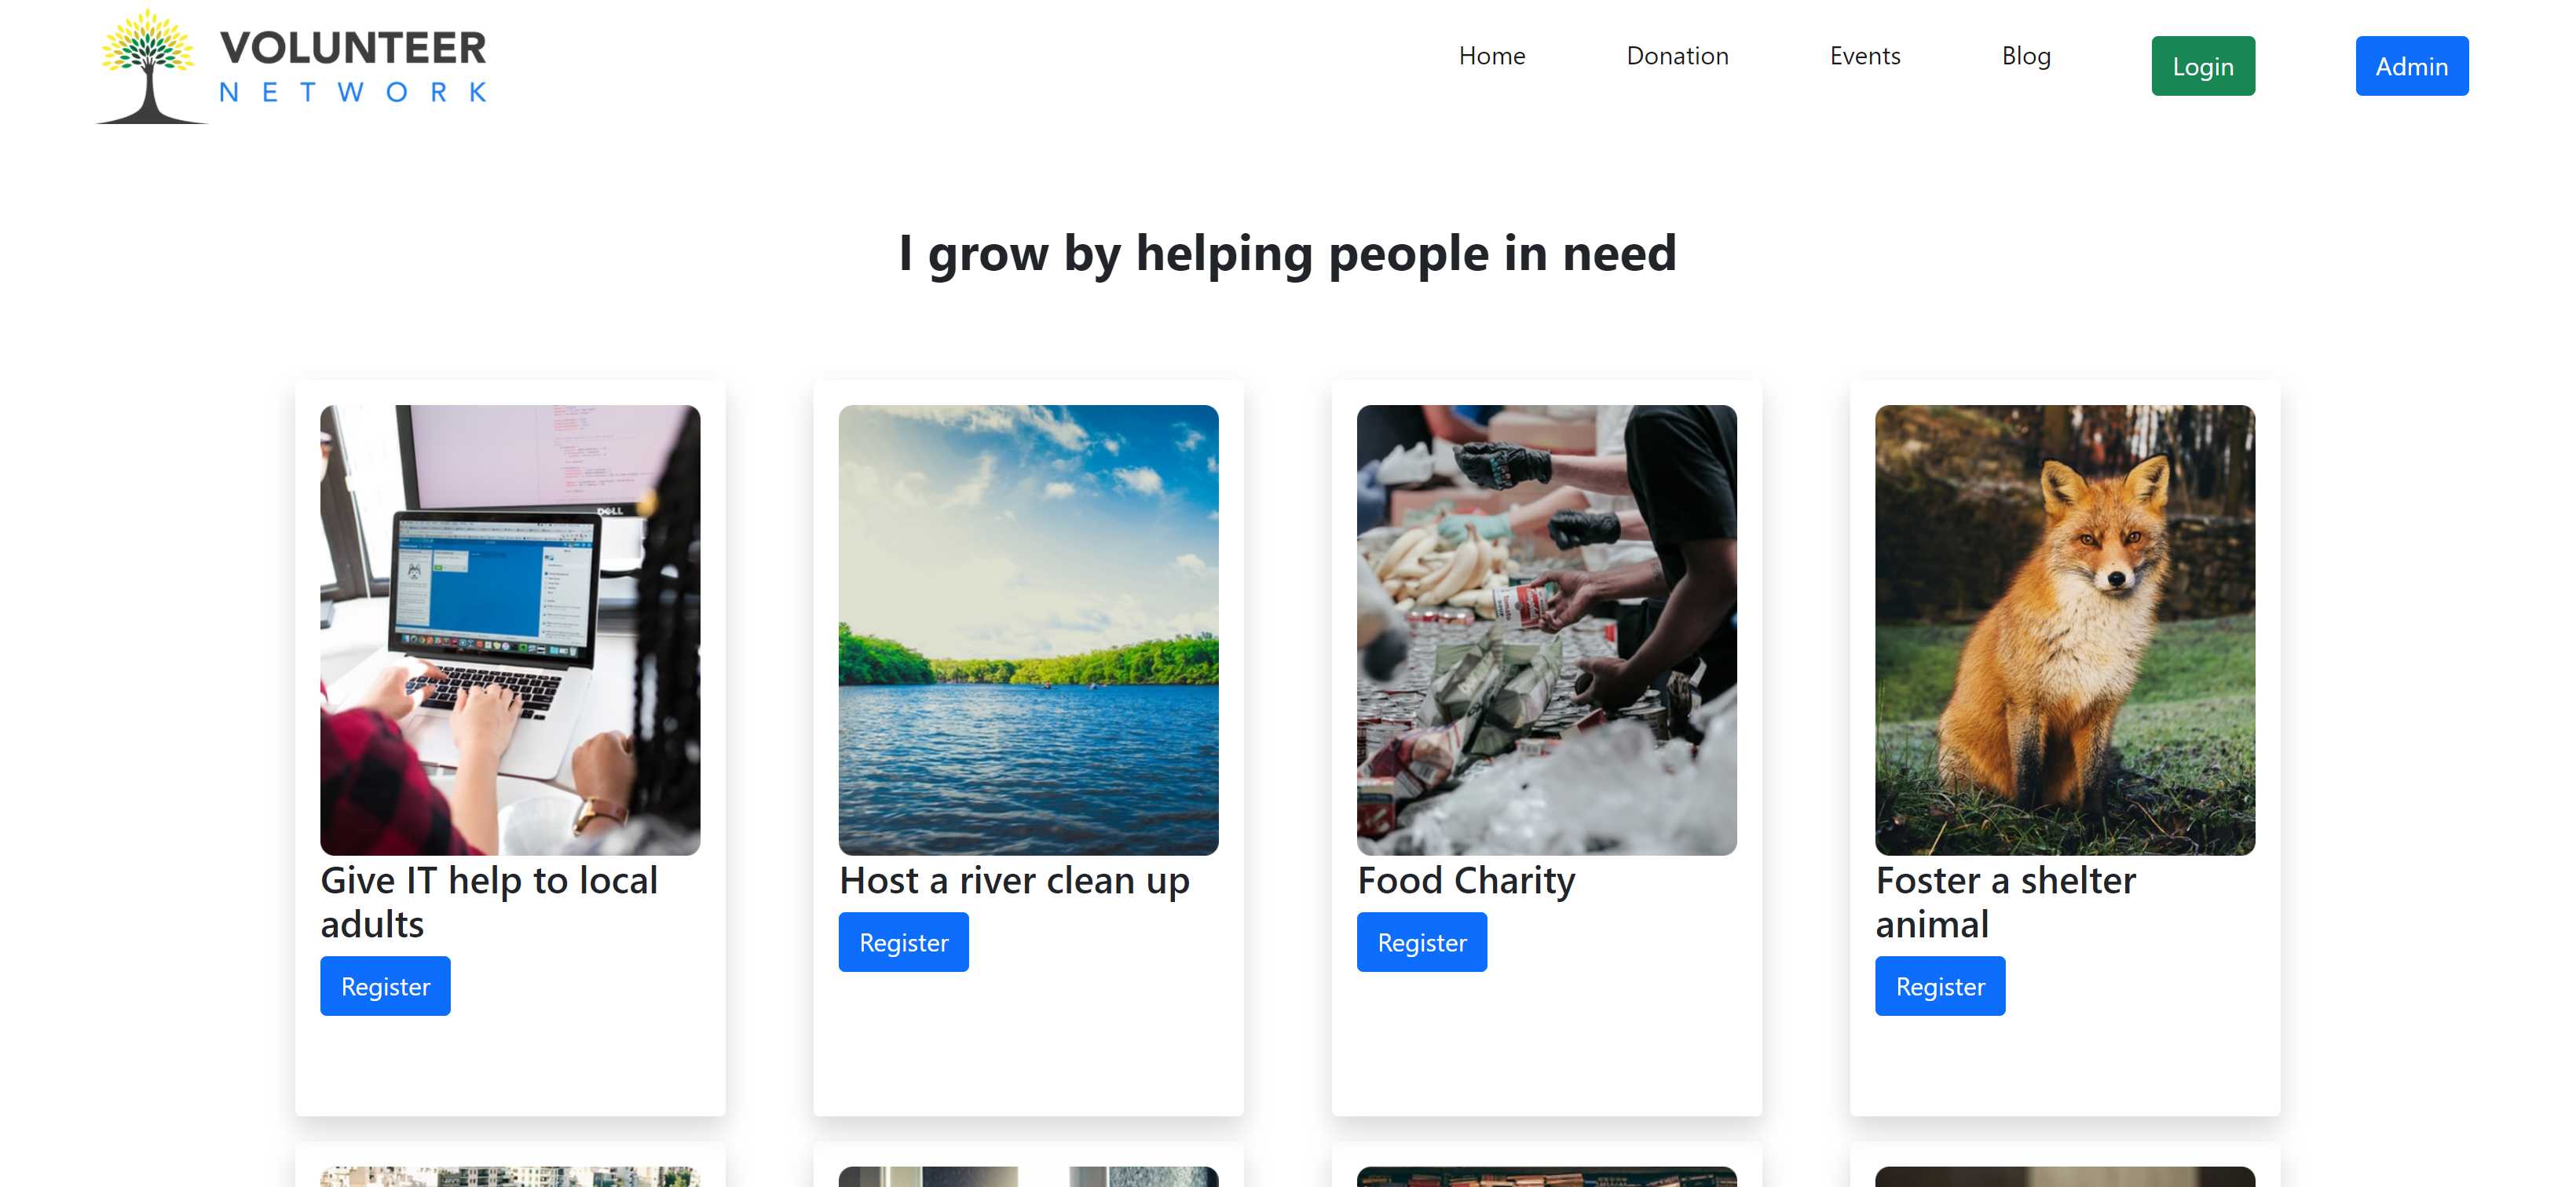 VOLUNTEER
NETWORK
Home Donation Events Blog Login Admin
I grow by helping people in need
DELL
Give IT help to local
adults
Register
Host a river clean up
Register
Food Charity
Register
Foster a shelter
animal
Register